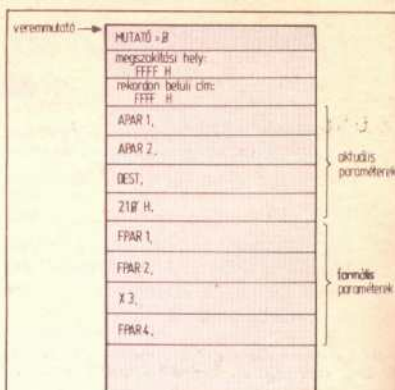 veremmutató
MUTATÓ = Ø
megszakítási hely:
FFFF H
rekordon belüli cím:
FFFF H
APAR 1,
APAR 2,
DEST,
21Ø H,
aktuális
paraméterek
FPAR 1,
FPAR 2,
X 3,
FPAR 4,
formális
paraméterek